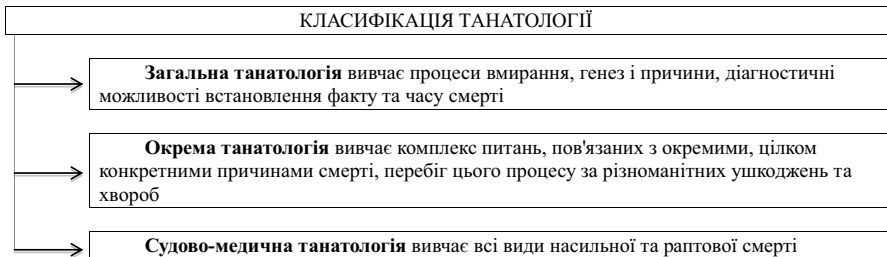 КЛАСИФІКАЦІЯ ТАНАТОЛОГІЇ
Загальна танатологія вивчає процеси вмирання, генез і причини, діагностичні
можливості встановлення факту та часу смерті
Окрема танатологія вивчає комплекс питань, пов'язаних з окремими, цілком
конкретними причинами смерті, перебіг цього процесу за різноманітних ушкоджень та
хвороб
Судово-медична танатологія вивчає всі види насильної та раптової смерті